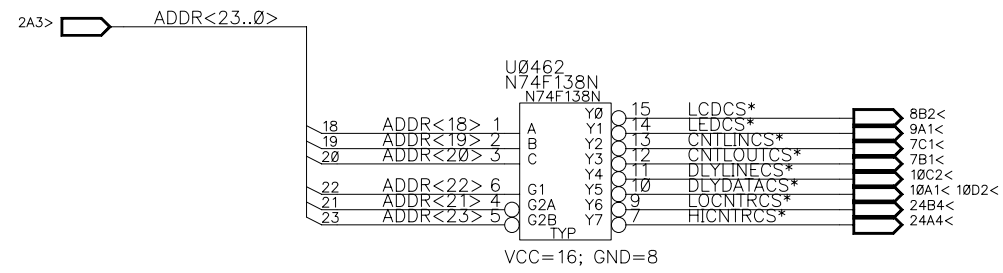 2A3> ADDR<23..0>
U0462
N74F138N
N74F138N
18 ADDR<18> 1 A
19 ADDR<19> 2 B
20 ADDR<20> 3 C
22 ADDR<22> 6 G1
21 ADDR<21> 4 G2A
23 ADDR<23> 5 G2B
Y0 15 LCDCS* 8B2<
Y1 14 LEDCS* 9A1<
Y2 13 CNTLINCS* 7C1<
Y3 12 CNTLOUTCS* 7B1<
Y4 11 DLYLINECS* 10C2<
Y5 10 DLYDATACS* 10A1< 10D2<
Y6 9 LOCNTRCS* 24B4<
Y7 7 HICNTRCS* 24A4<
TYP
VCC=16; GND=8